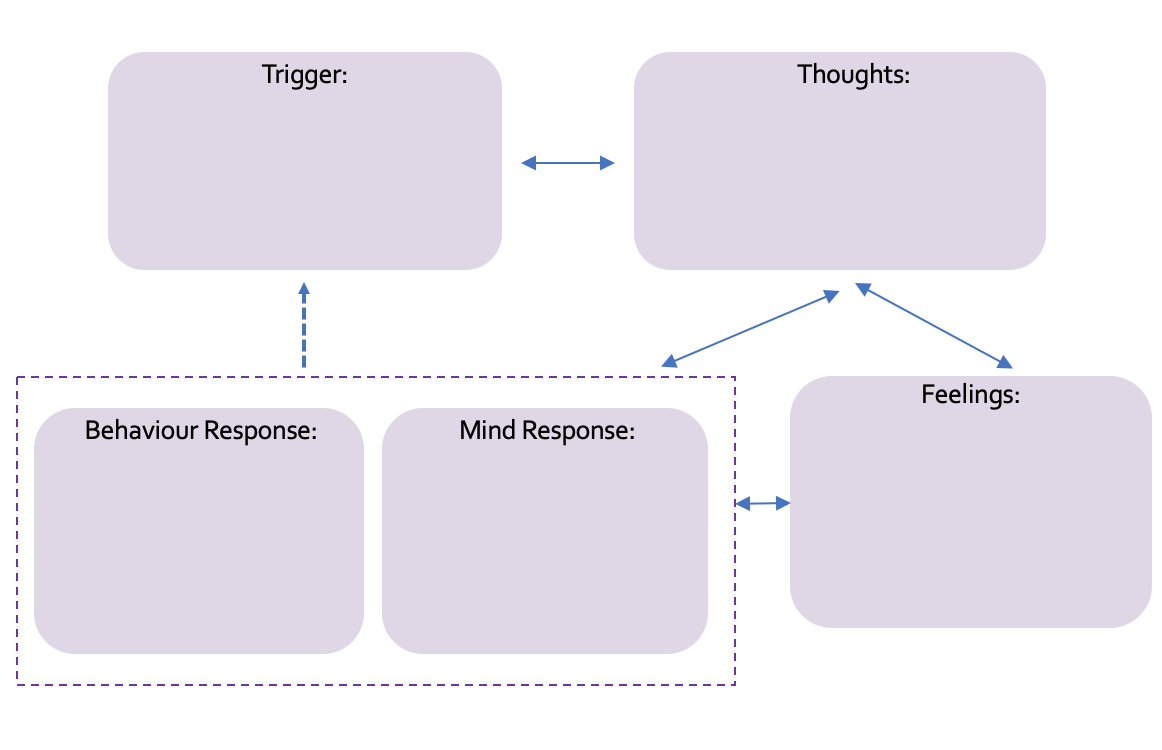 Trigger:
Thoughts:
Feelings:
Behaviour Response:
Mind Response: